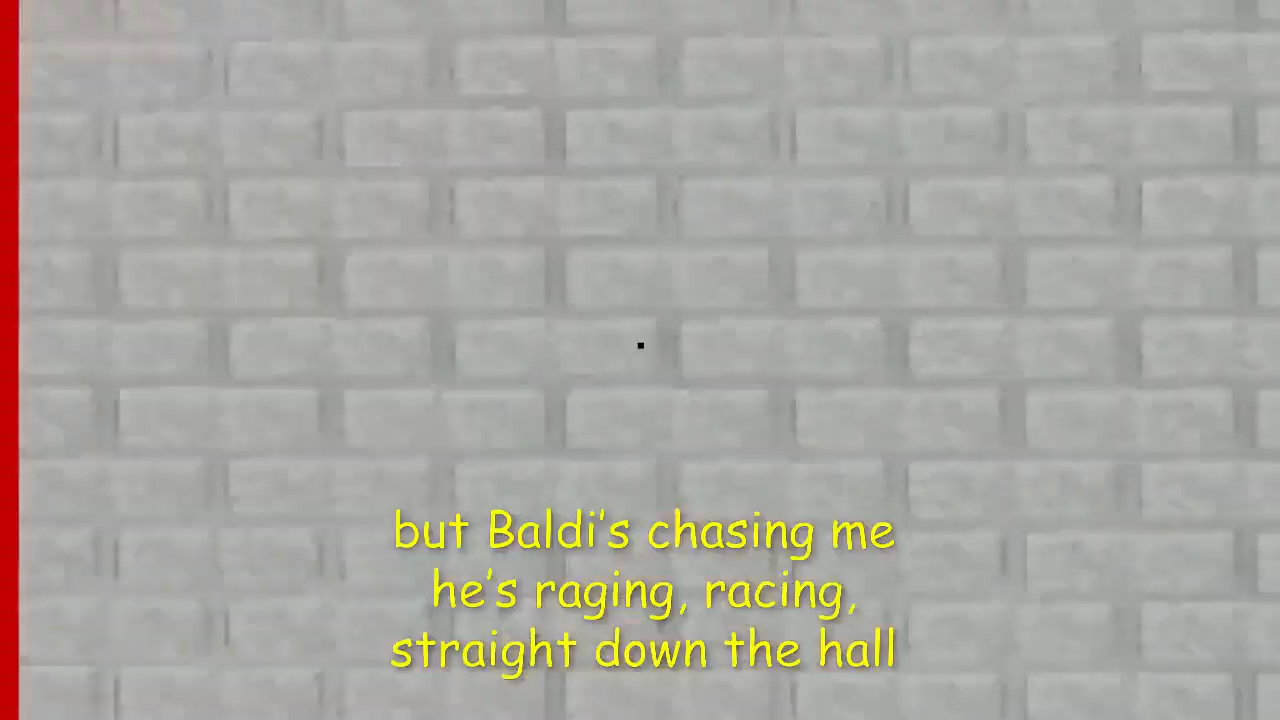 but Baldi's chasing me
he's raging, racing,
straight down the hall